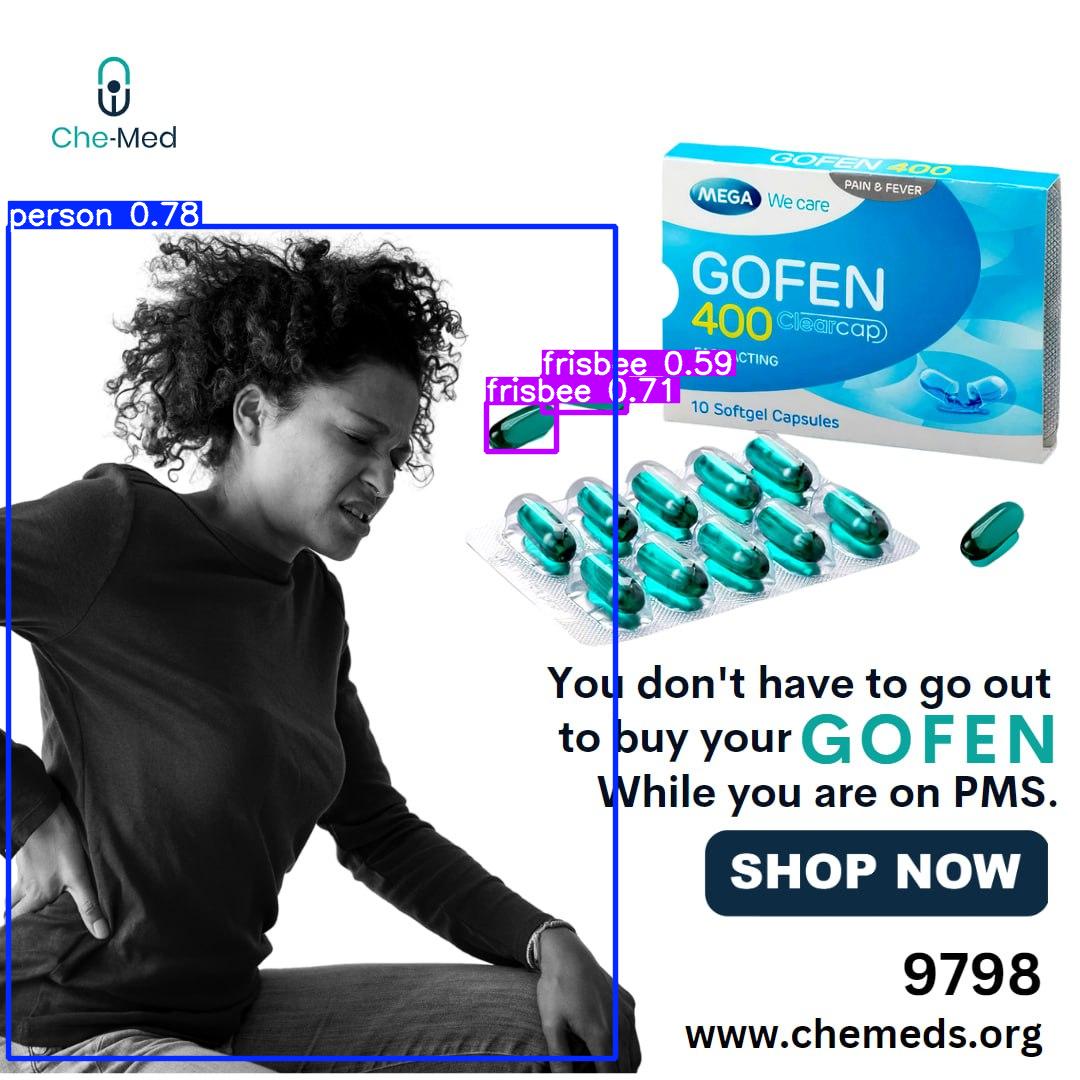 Che-Med
person 0.78
GOFEN 400
MEGA We care
PAIN & FEVER
GOFEN
400 Clearcap
ACTING
frisbee 0.59
frisbee 0.71
10 Softgel Capsules
You don't have to go out
to buy your GOFEN
While you are on PMS.
SHOP NOW
9798
www.chemeds.org